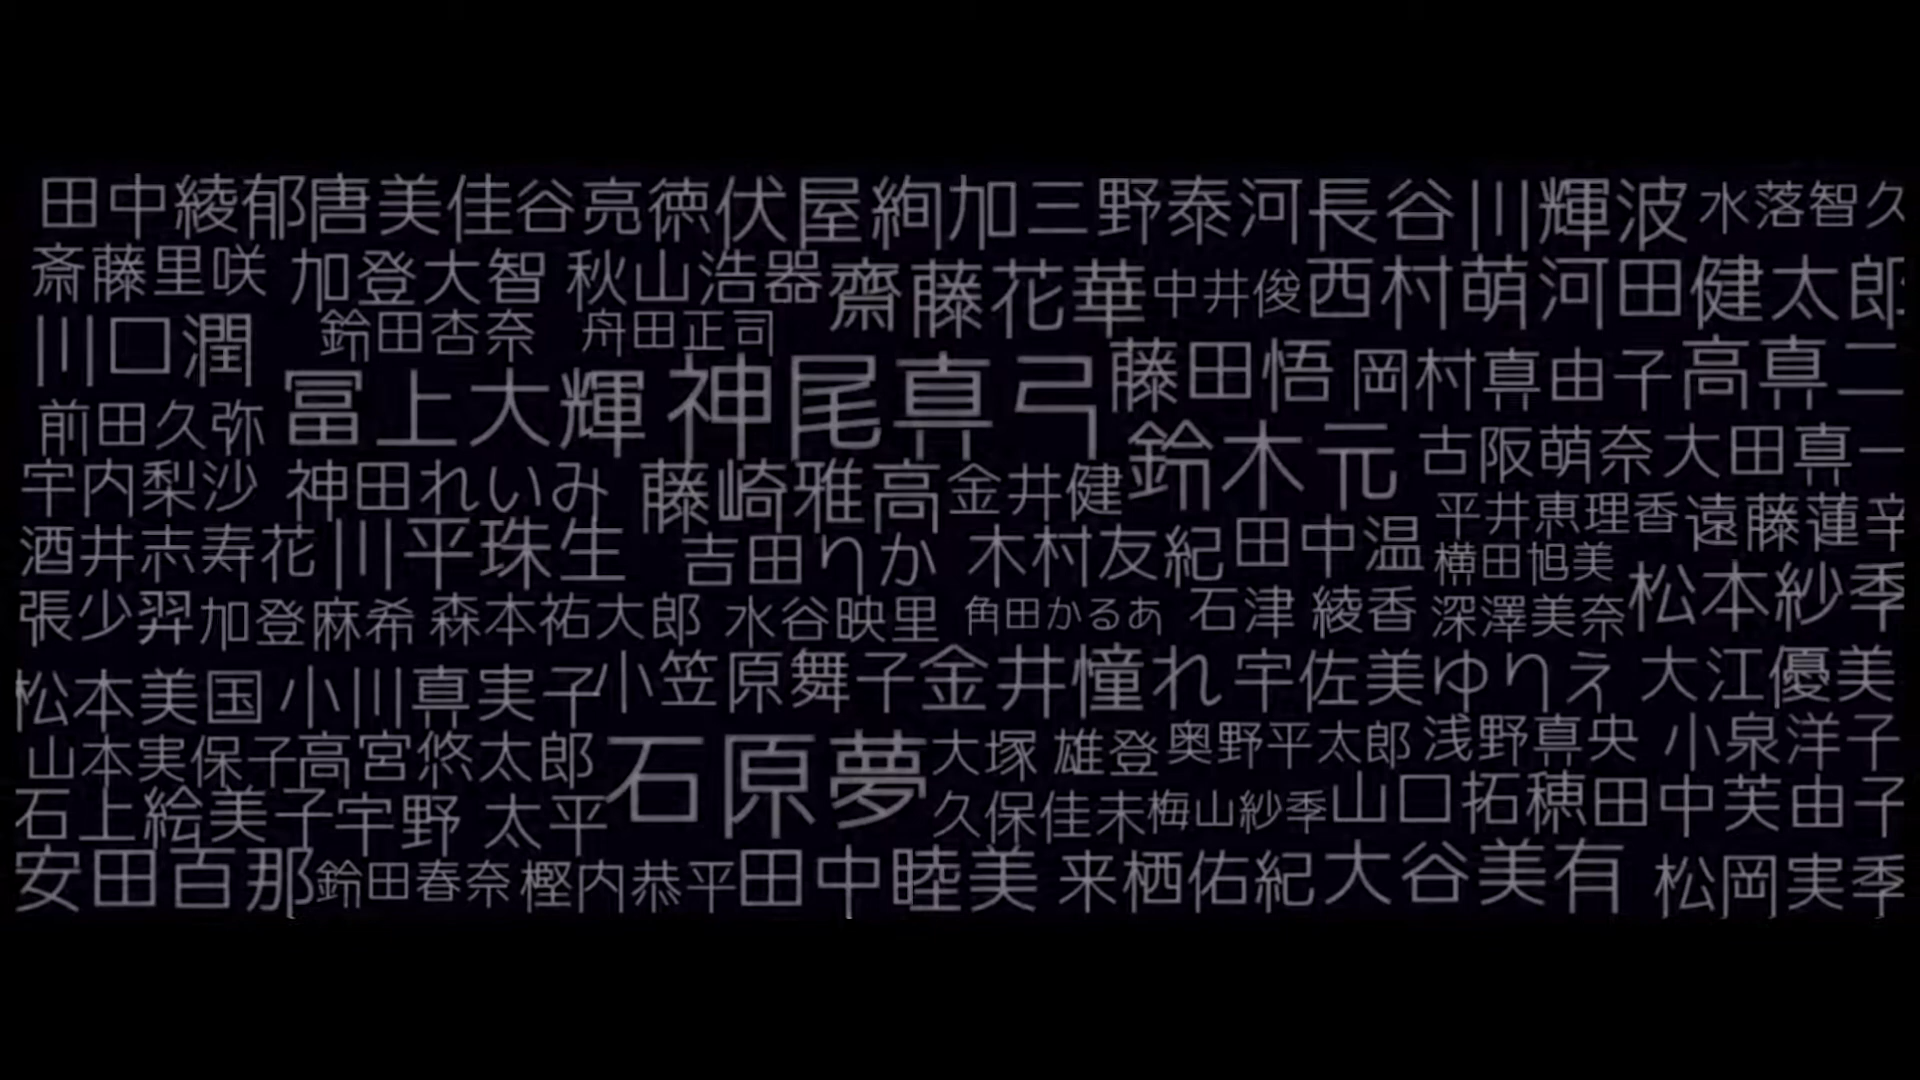 田中綾郁唐美佳谷亮徳伏屋絢加三野泰河長谷川輝波水落智久
斎藤里咲 加登大智 秋山浩器齋藤花華中井俊西村萌河田健太郎
川口潤 鈴田杏奈 舟田正司
冨上大輝神尾真弓藤田悟岡村真由子高真二
前田久弥
鈴木元古阪萌奈大田真一
宇内梨沙 神田れいみ 藤崎雅高金井健
平井恵理香遠藤蓮
酒井志寿花川平珠生 吉田りか 木村友紀田中温
横田旭美
松本紗季
張少羿加登麻希 森本祐大郎 水谷映里 角田かるあ 石津 綾香 深澤美奈
松本美国 小川真実子小笠原舞子金井憧れ宇佐美ゆりえ 大江優美
山本実保子高宮悠太郎石原夢大塚 雄登奥野平太郎 浅野真央 小泉洋子
石上絵美子宇野 太平
久保佳未梅山紗季山口拓穂田中芙由子
安田百那鈴田春奈樫内恭平田中睦美 来栖佑紀大谷美有 松岡実季